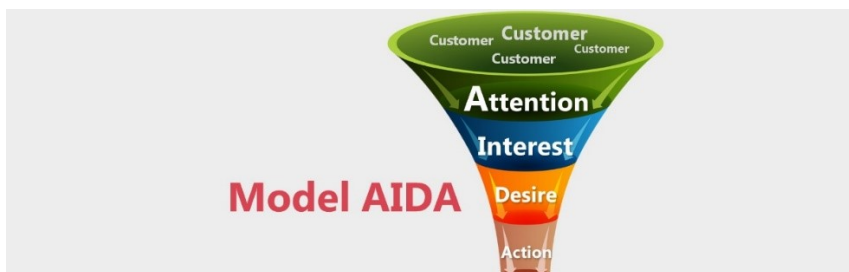 Customer Customer
Customer Customer
Attention
Interest
Model AIDA
Desire
Action